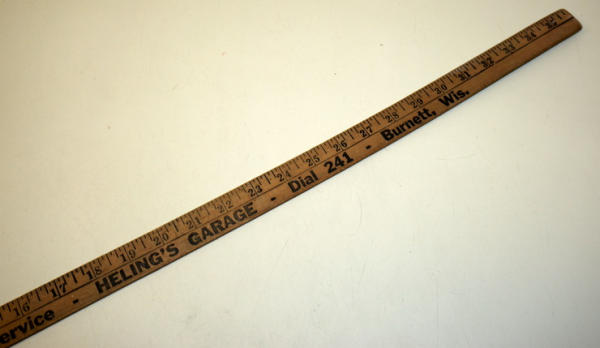 16 17 18 19 20 21 22 23 24 25 26 27 28 29 30 31 32 33 34 35
ervice - HELING'S GARAGE - Dial 241 - Burnett, Wis.